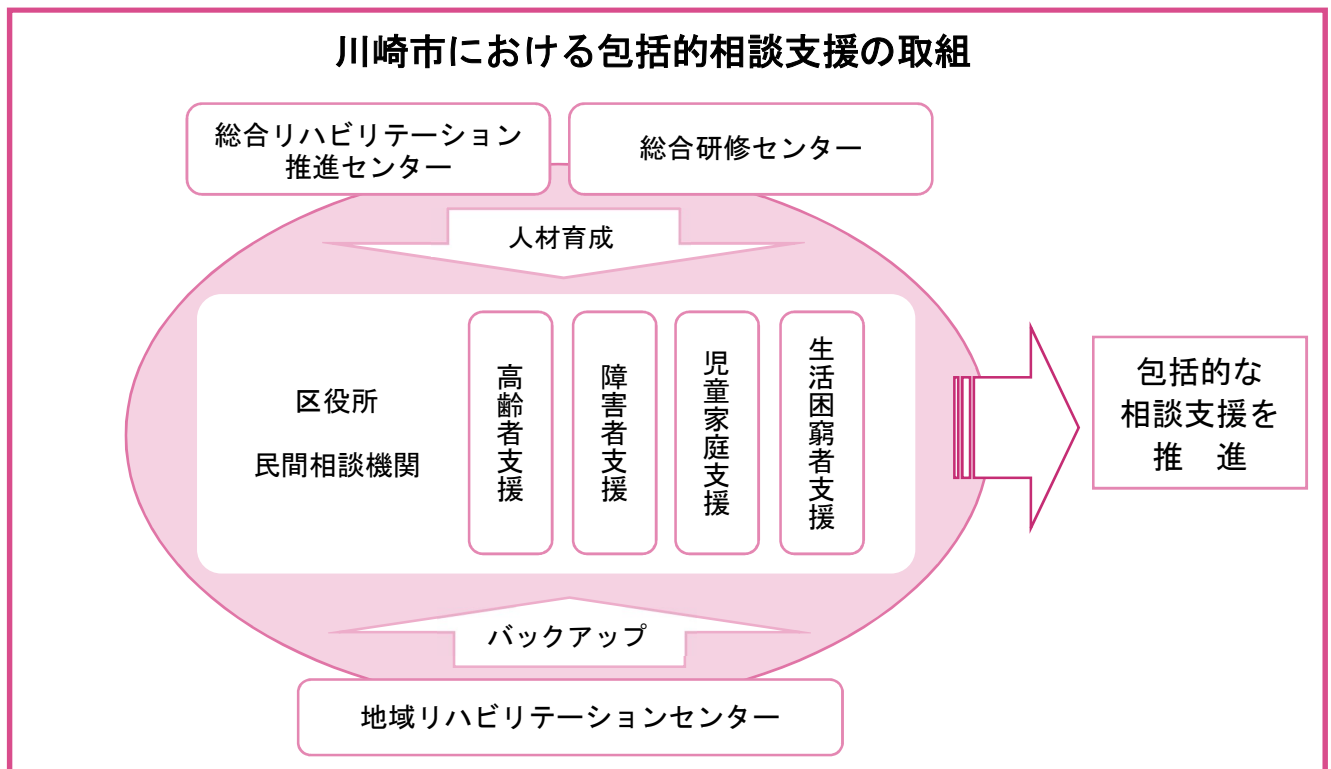 川崎市における包括的相談支援の取組
総合リハビリテーション
推進センター
総合研修センター
人材育成
区役所
民間相談機関
高齢者支援
障害者支援
児童家庭支援
生活困窮者支援
包括的な
相談支援を
推　進
バックアップ
地域リハビリテーションセンター